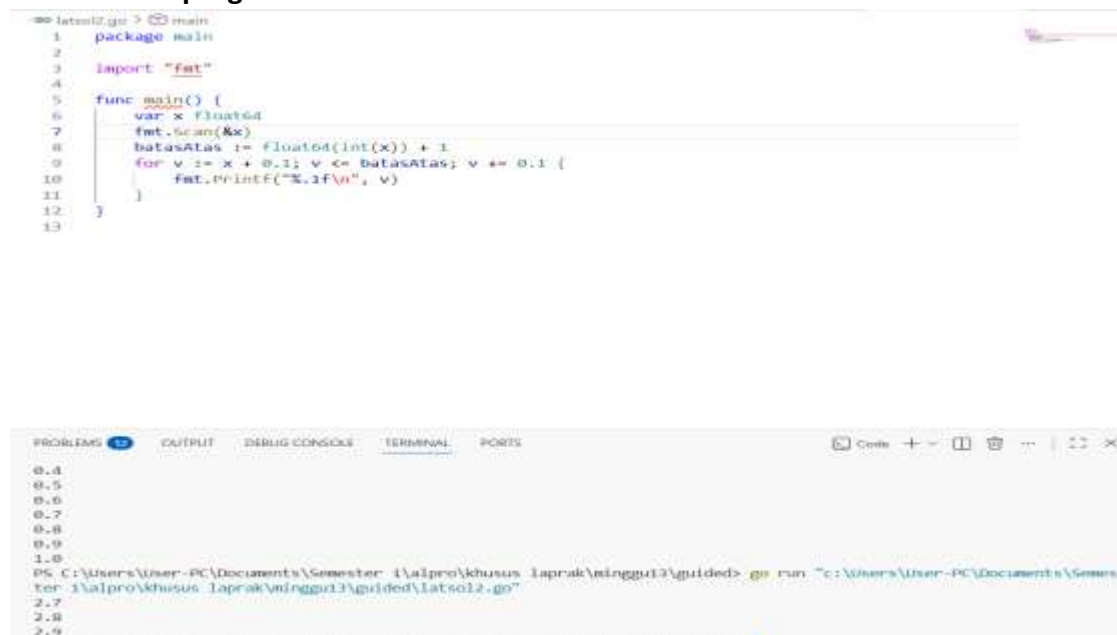 latsol2.go > main
1 package main
2
3 import "fmt"
4
5 func main() {
6 var x float64
7 fmt.Scan(&x)
8 batasAtas := float64(int(x)) + 1
9 for v := x + 0.1; v <= batasAtas; v += 0.1 {
10 fmt.Printf("%.1f\n", v)
11 }
12 }
13
PROBLEMS 12 OUTPUT DEBUG CONSOLE TERMINAL PORTS Code
0.4
0.5
0.6
0.7
0.8
0.9
1.0
PS C:\Users\User-PC\Documents\Semester 1\alpro\khusus laprak\minggu13\guided> go run "c:\Users\User-PC\Documents\Semes
ter 1\alpro\khusus laprak\minggu13\guided\latsol2.go"
2.7
2.8
2.9